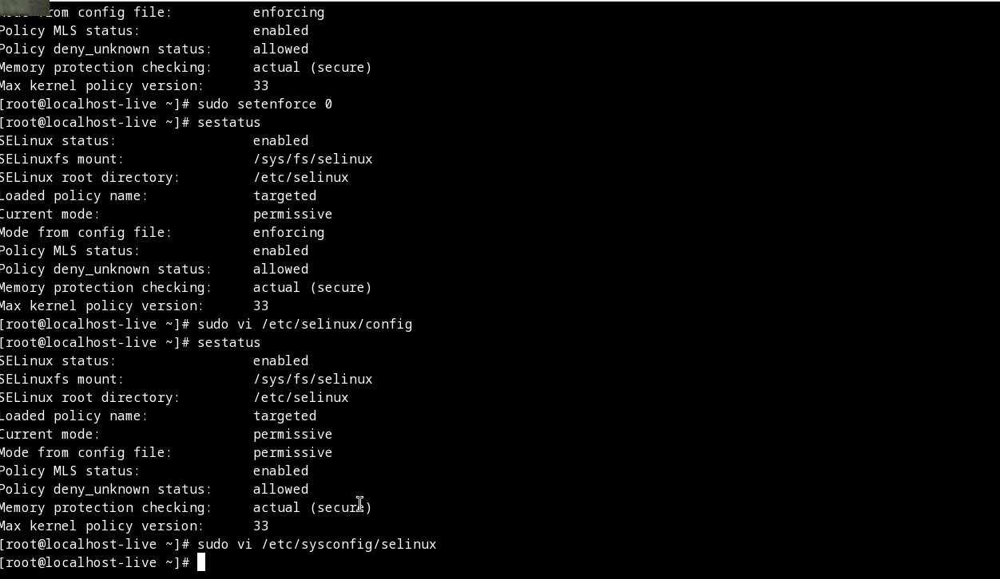 from config file: enforcing
Policy MLS status: enabled
Policy deny_unknown status: allowed
Memory protection checking: actual (secure)
Max kernel policy version: 33
[root@localhost-live ~]# sudo setenforce 0
[root@localhost-live ~]# sestatus
SELinux status: enabled
SELinuxfs mount: /sys/fs/selinux
SELinux root directory: /etc/selinux
Loaded policy name: targeted
Current mode: permissive
Mode from config file: enforcing
Policy MLS status: enabled
Policy deny_unknown status: allowed
Memory protection checking: actual (secure)
Max kernel policy version: 33
[root@localhost-live ~]# sudo vi /etc/selinux/config
[root@localhost-live ~]# sestatus
SELinux status: enabled
SELinuxfs mount: /sys/fs/selinux
SELinux root directory: /etc/selinux
Loaded policy name: targeted
Current mode: permissive
Mode from config file: permissive
Policy MLS status: enabled
Policy deny_unknown status: allowed
Memory protection checking: actual (secure)
Max kernel policy version: 33
[root@localhost-live ~]# sudo vi /etc/sysconfig/selinux
[root@localhost-live ~]#